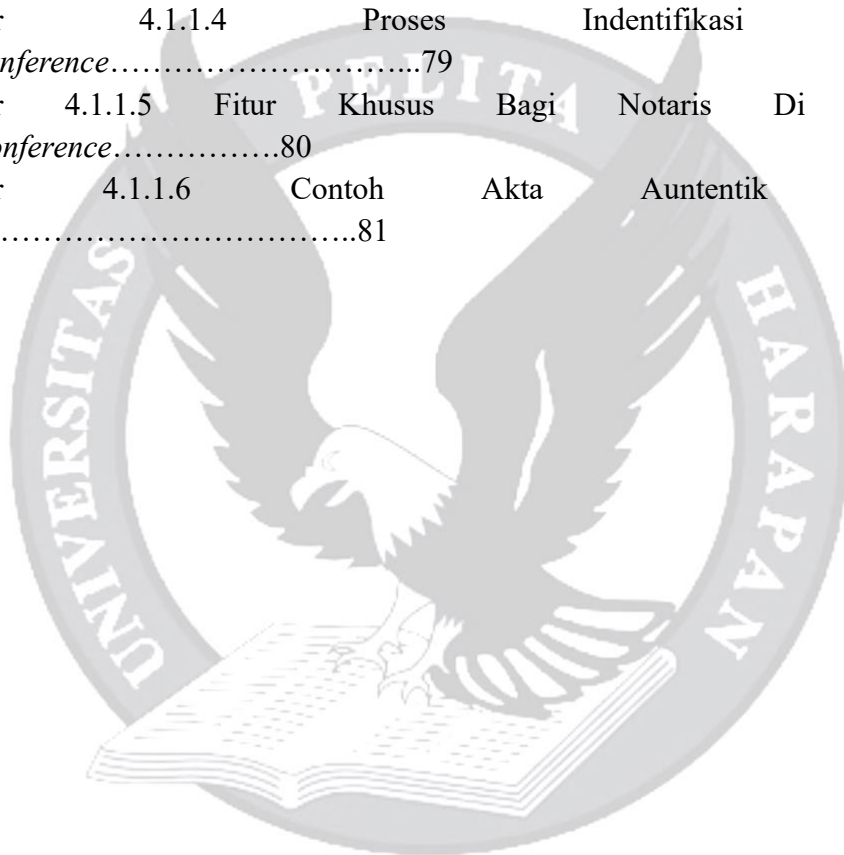 r 4.1.1.4 Proses Indentifikasi
nference………………………...79
r 4.1.1.5 Fitur Khusus Bagi Notaris Di
onference…………….80
r 4.1.1.6 Contoh Akta Auntentik
……………………………..81
UNIVERSITAS PELITA HARAPAN